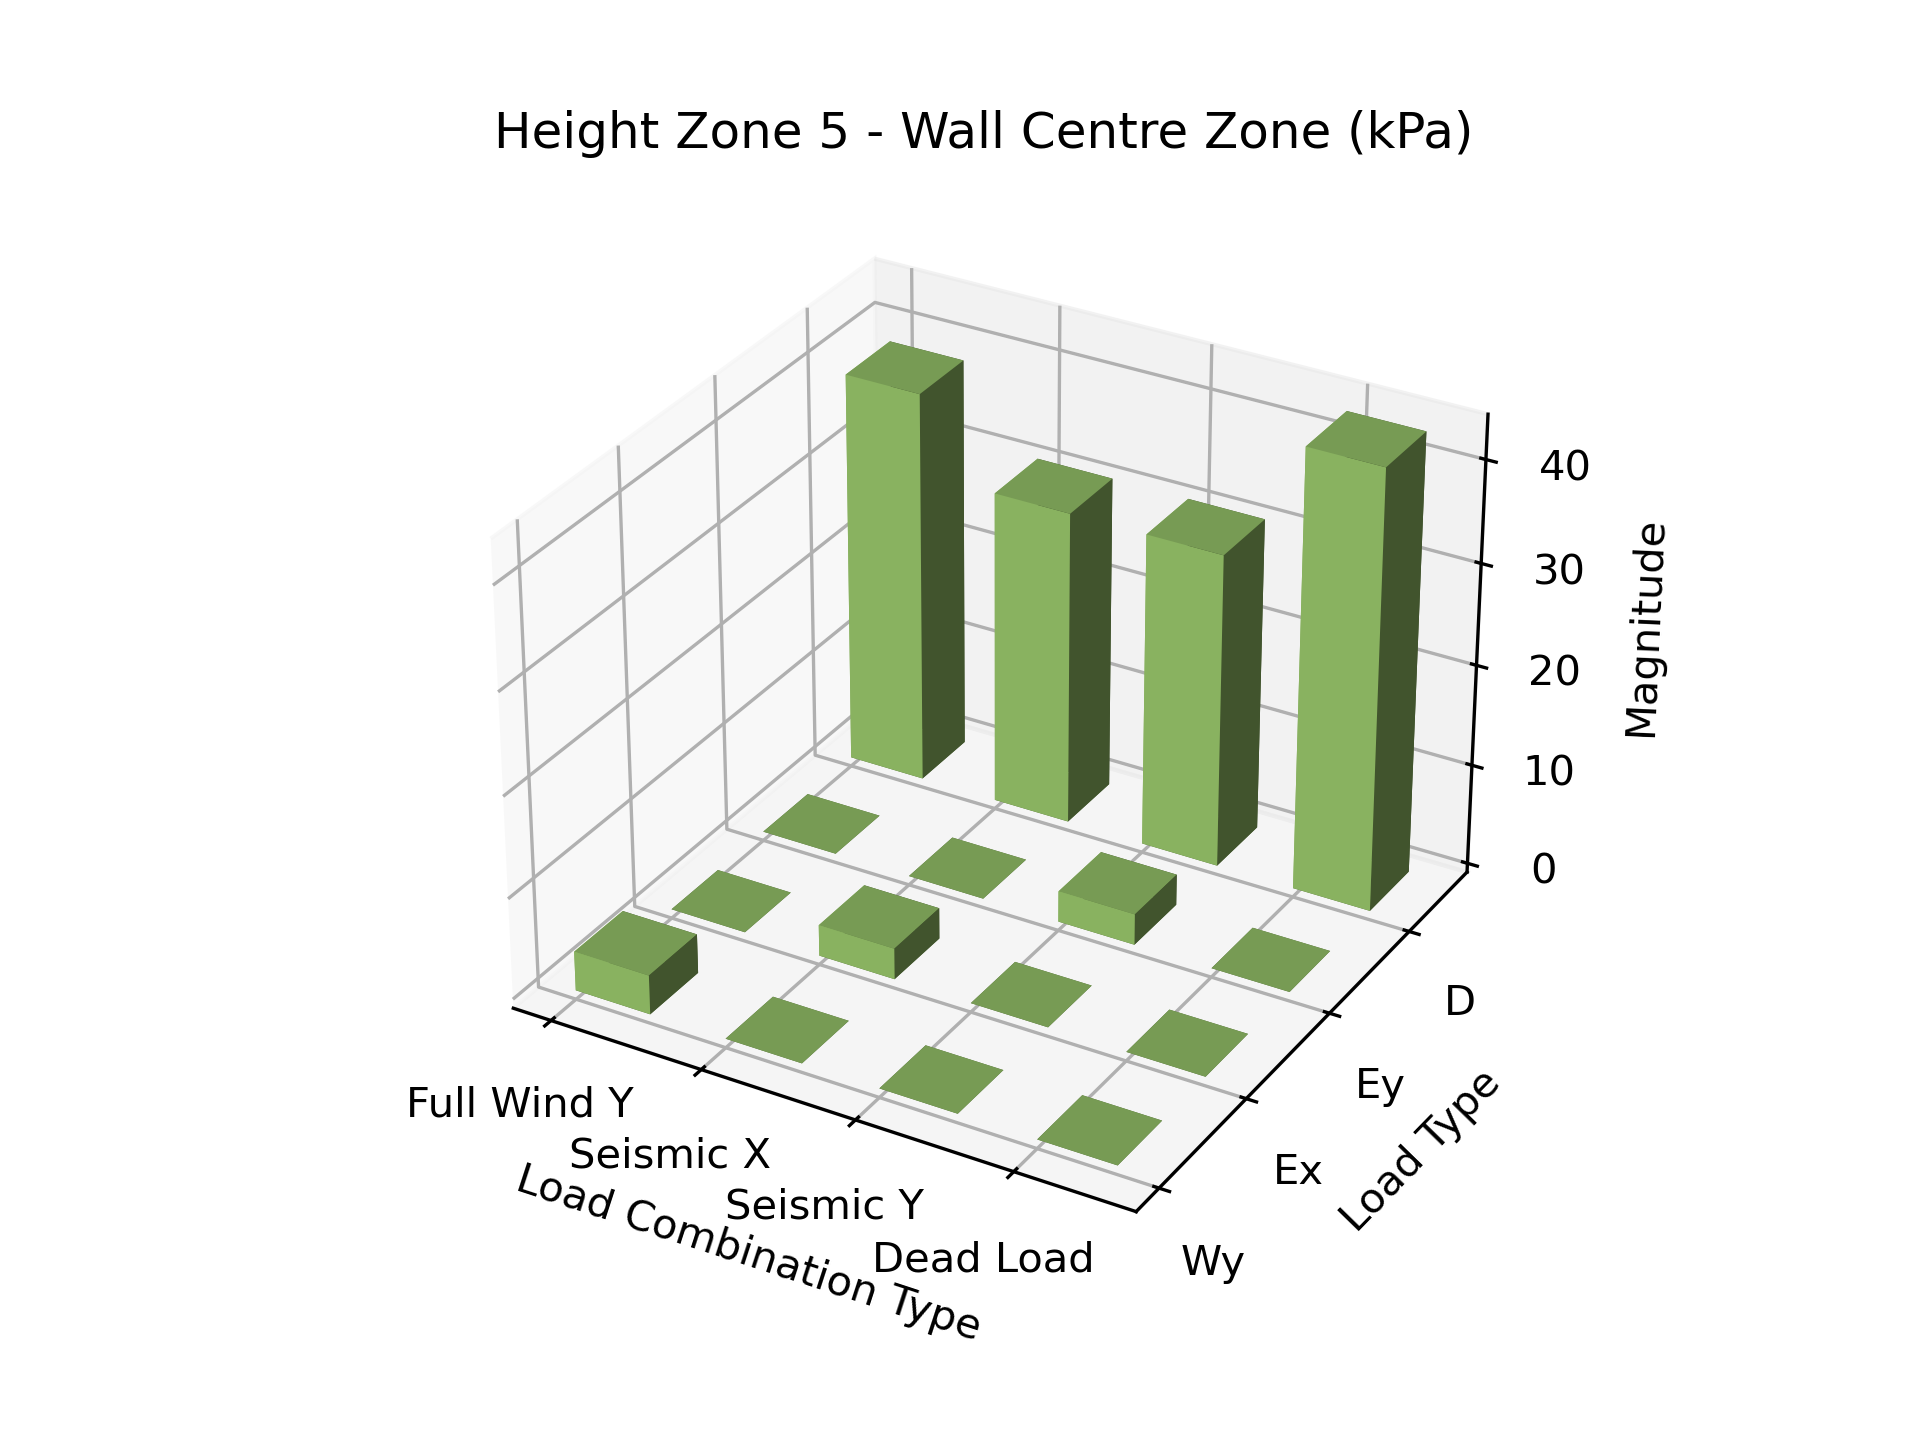 Height Zone 5 - Wall Centre Zone (kPa)
40
30
20
10
0
Magnitude
D
Ey
Ex
Wy
Load Type
Full Wind Y
Seismic X
Seismic Y
Dead Load
Load Combination Type